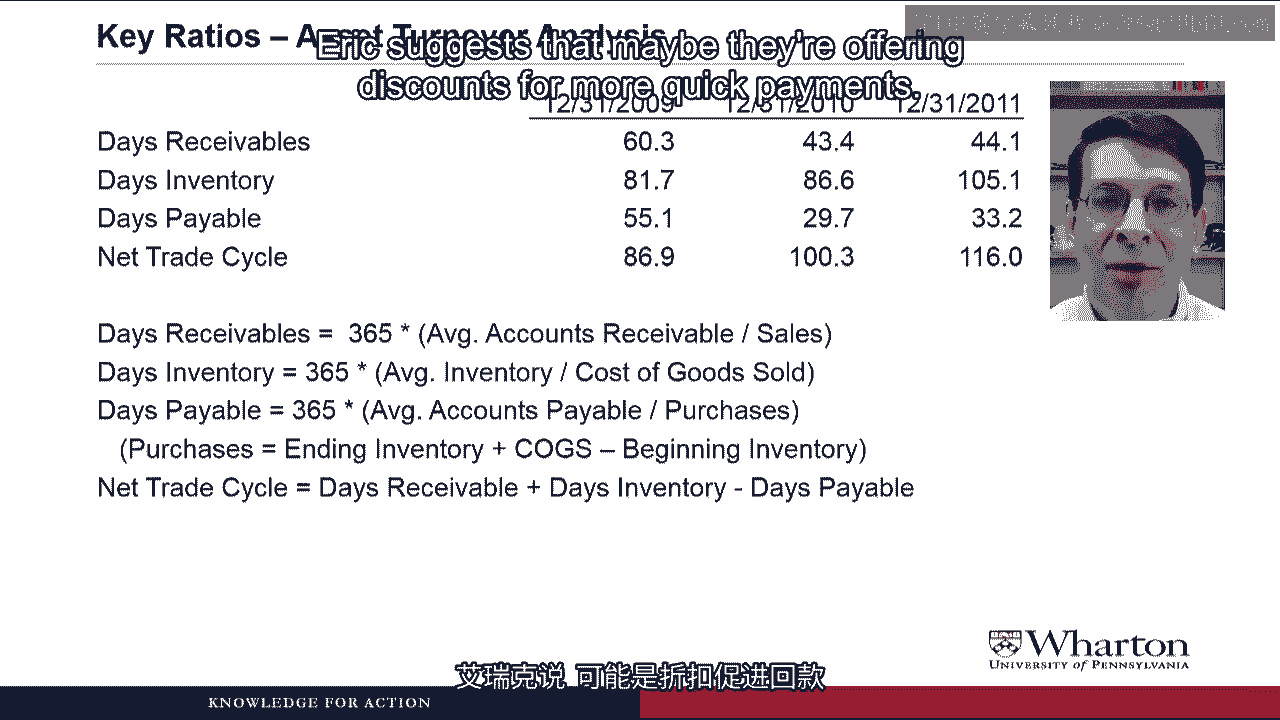 Key Ratios – Asset Turnover Analysis
Eric suggests that maybe they're offering
discounts for more quick payments.
12/31/2009 12/31/2010 12/31/2011
Days Receivables 60.3 43.4 44.1
Days Inventory 81.7 86.6 105.1
Days Payable 55.1 29.7 33.2
Net Trade Cycle 86.9 100.3 116.0
Days Receivables = 365 * (Avg. Accounts Receivable / Sales)
Days Inventory = 365 * (Avg. Inventory / Cost of Goods Sold)
Days Payable = 365 * (Avg. Accounts Payable / Purchases)
(Purchases = Ending Inventory + COGS – Beginning Inventory)
Net Trade Cycle = Days Receivable + Days Inventory - Days Payable
Wharton
University of Pennsylvania
艾瑞克说 可能是折扣促进回款
KNOWLEDGE FOR ACTION